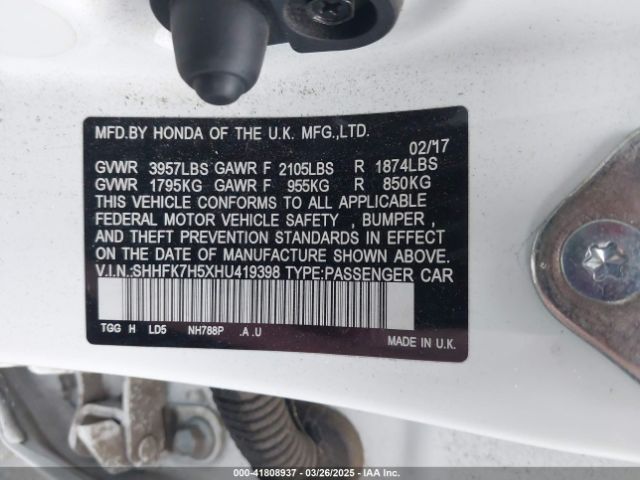 MFD.BY HONDA OF THE U.K. MFG.,LTD.
02/'17
GVWR 3957LBS GAWR F 2105LBS R 1874LBS
GVWR 1795KG GAWR F 955KG R 850KG
THIS VEHICLE CONFORMS TO ALL APPLICABLE
FEDERAL MOTOR VEHICLE SAFETY , BUMPER ,
AND THEFT PREVENTION STANDARDS IN EFFECT
ON THE DATE OF MANUFACTURE SHOWN ABOVE.
V.I.N.:SHHFK7H5XHU419398 TYPE:PASSENGER CAR
TGG H LD5 NH788P .A .U
MADE IN U.K.
000-41808937 - 03/26/2025 - IAA Inc.